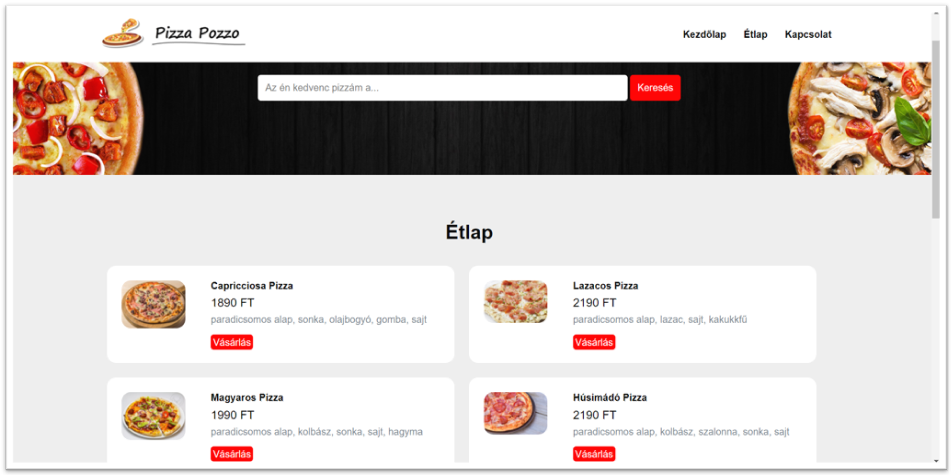 Pizza Pozzo
Kezdőlap Étlap Kapcsolat
Az én kedvenc pizzám a... Keresés
Étlap
Capricciosa Pizza
1890 FT
paradicsomos alap, sonka, olajbogyó, gomba, sajt
Vásárlás
Lazacos Pizza
2190 FT
paradicsomos alap, lazac, sajt, kakukkfű
Vásárlás
Magyaros Pizza
1990 FT
paradicsomos alap, kolbász, sonka, sajt, hagyma
Vásárlás
Húsimádó Pizza
2190 FT
paradicsomos alap, kolbász, szalonna, sonka, sajt
Vásárlás